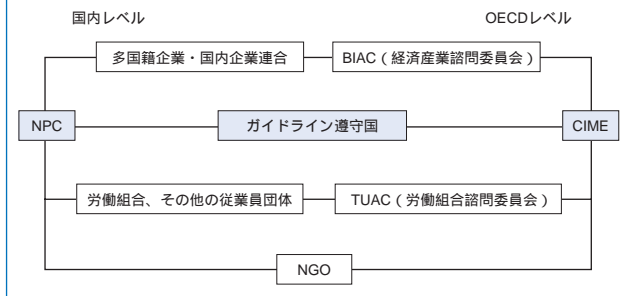 国内レベル
OECDレベル
多国籍企業・国内企業連合
BIAC（経済産業諮問委員会）
NPC
ガイドライン遵守国
CIME
労働組合、その他の従業員団体
TUAC（労働組合諮問委員会）
NGO